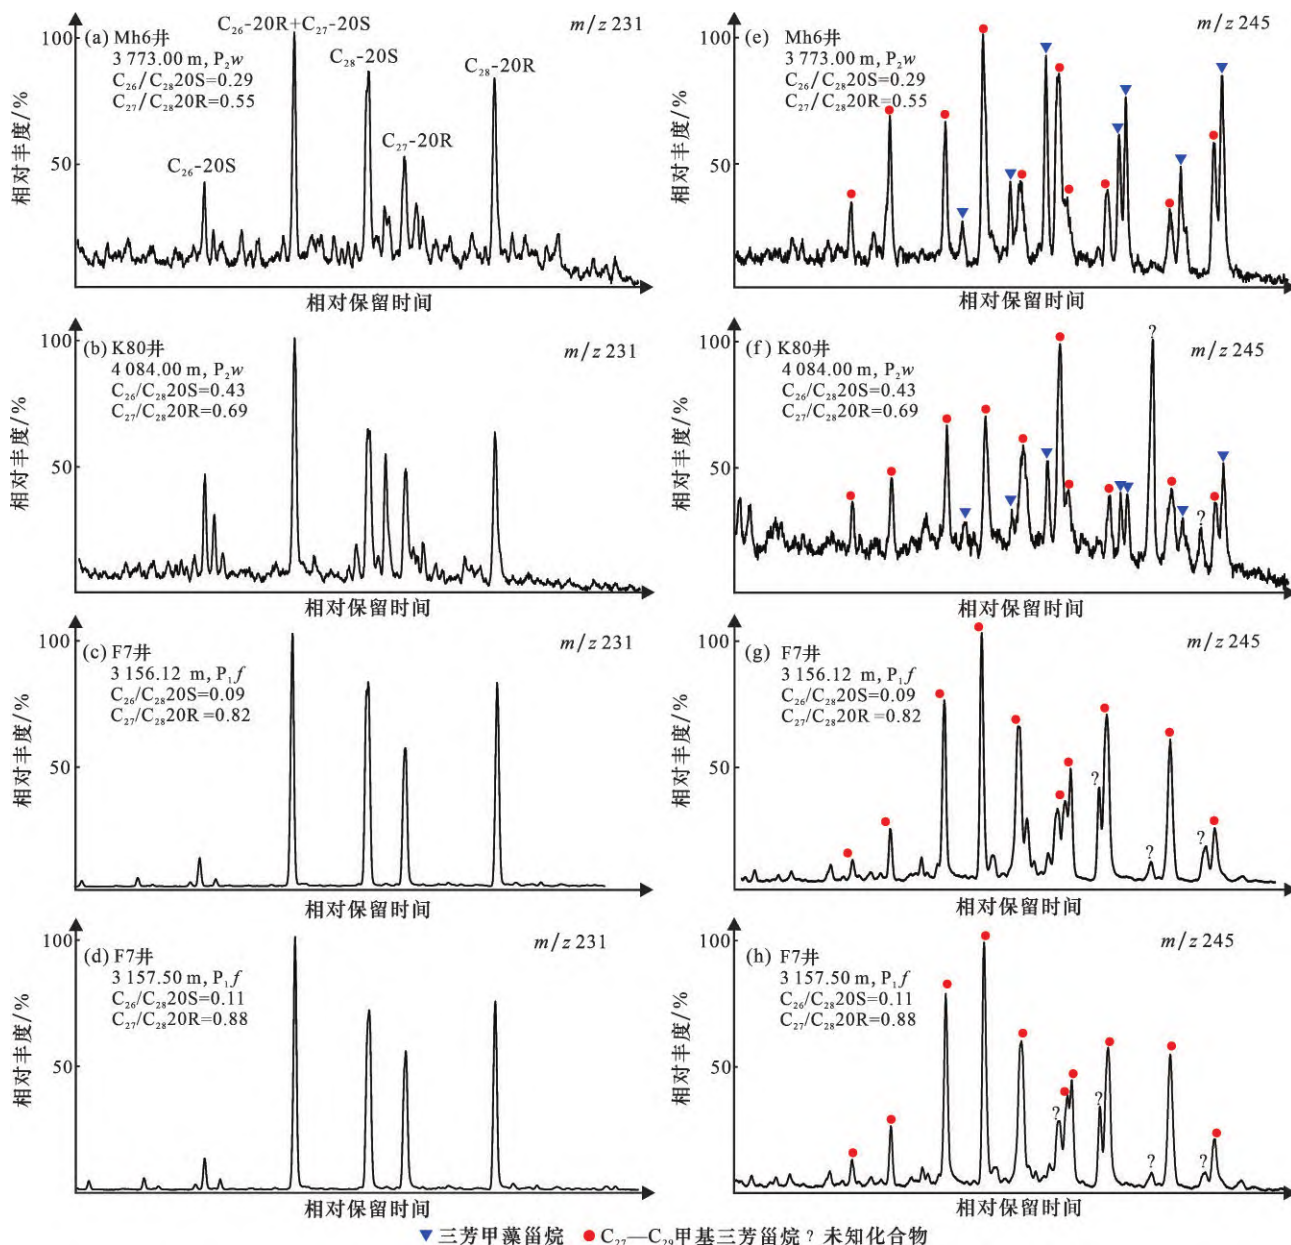 (a) Mh6井
3 773.00 m, P₂w
C₂₆/C₂₈20S=0.29
C₂₇/C₂₈20R=0.55
m/z 231
C₂₆-20R+C₂₇-20S
C₂₈-20S
C₂₈-20R
C₂₇-20R
C₂₆-20S
100
50
相对丰度/%
相对保留时间
(e) Mh6井
3 773.00 m, P₂w
C₂₆/C₂₈20S=0.29
C₂₇/C₂₈20R=0.55
m/z 245
100
50
相对丰度/%
相对保留时间
(b) K80井
4 084.00 m, P₂w
C₂₆/C₂₈20S=0.43
C₂₇/C₂₈20R=0.69
m/z 231
100
50
相对丰度/%
相对保留时间
(f) K80井
4 084.00 m, P₂w
C₂₆/C₂₈20S=0.43
C₂₇/C₂₈20R=0.69
m/z 245
?
?
100
50
相对丰度/%
相对保留时间
(c) F7井
3 156.12 m, P₁f
C₂₆/C₂₈20S=0.09
C₂₇/C₂₈20R =0.82
m/z 231
100
50
相对丰度/%
相对保留时间
(g) F7井
3 156.12 m, P₁f
C₂₆/C₂₈20S=0.09
C₂₇/C₂₈20R =0.82
m/z 245
?
?
?
100
50
相对丰度/%
相对保留时间
(d) F7井
3 157.50 m, P₁f
C₂₆/C₂₈20S=0.11
C₂₇/C₂₈20R=0.88
m/z 231
100
50
相对丰度/%
相对保留时间
(h) F7井
3 157.50 m, P₁f
C₂₆/C₂₈20S=0.11
C₂₇/C₂₈20R=0.88
m/z 245
?
?
?
?
100
50
相对丰度/%
相对保留时间
三芳甲藻甾烷 C₂₇—C₂₉甲基三芳甾烷 ? 未知化合物